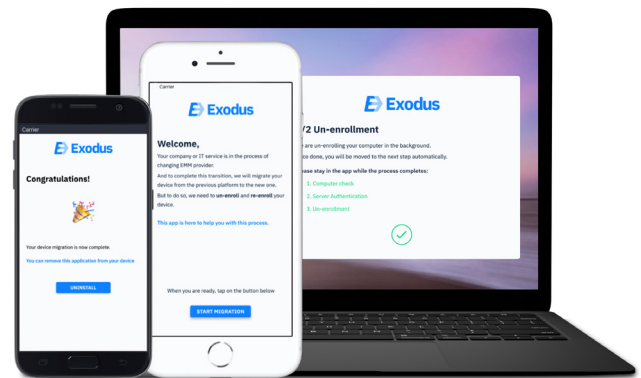 Carrier
Exodus
Congratulations!
Your device migration is now complete.
You can remove this application from your device
UNINSTALL
Carrier
Exodus
Welcome,
Your company or IT service is in the process of
changing EMM provider.
And to complete this transition, we will migrate your
device from the previous platform to the new one.
But to do so, we need to un-enroll and re-enroll your
device.
This app is here to help you with this process.
When you are ready, tap on the button below
START MIGRATION
Exodus
/2 Un-enrollment
are un-enrolling your computer in the background.
ce done, you will be moved to the next step automatically.
ease stay in the app while the process completes:
1. Computer check
2. Server Authentication
3. Un-enrollment